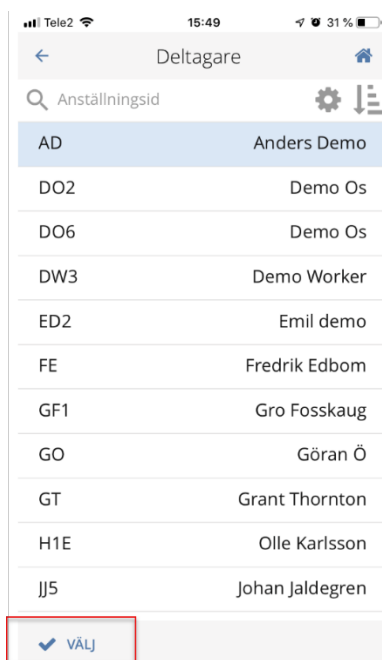 Tele2 15:49 31 %
Deltagare
Anställningsid
AD Anders Demo
DO2 Demo Os
DO6 Demo Os
DW3 Demo Worker
ED2 Emil demo
FE Fredrik Edbom
GF1 Gro Fosskaug
GO Göran Ö
GT Grant Thornton
H1E Olle Karlsson
JJ5 Johan Jaldegren
VÄLJ